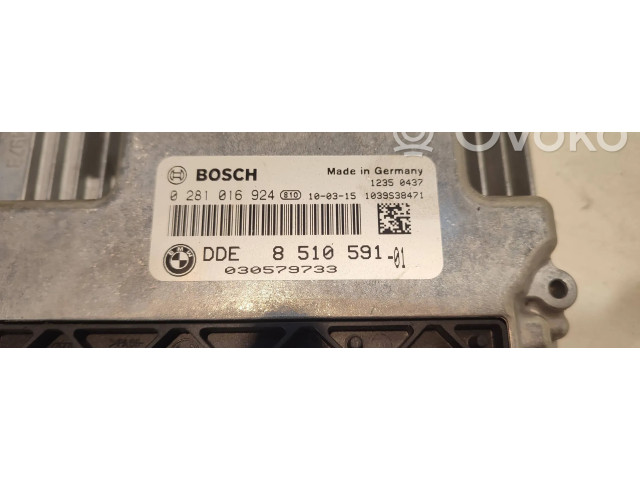 Ovoko
BOSCH
Made in Germany
1235 0437
0 281 016 924 810 10-03-15 1039S38471
BMW
DDE 8 510 591-01
030579733